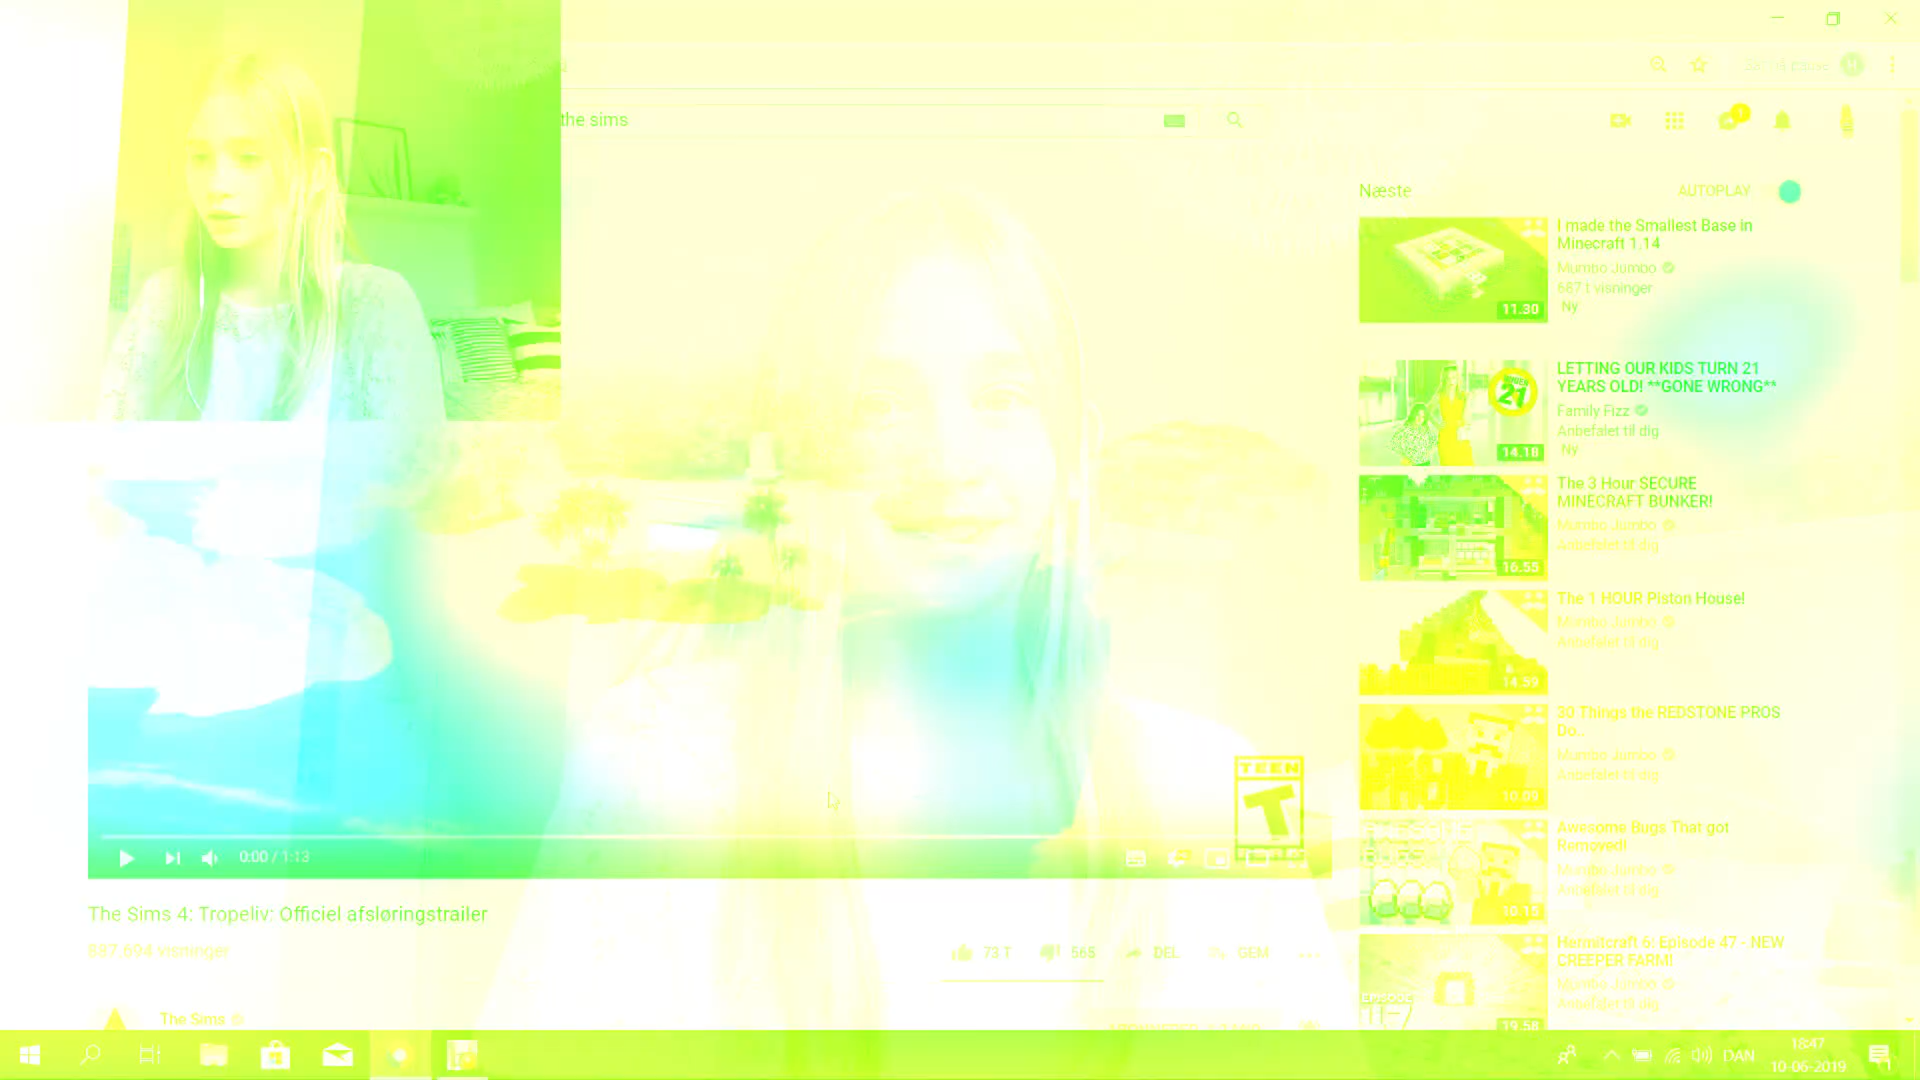 the sims
Næste
AUTOPLAY
I made the Smallest Base in
Minecraft 1.14
Mumbo Jumbo
687 t visninger
Ny
11.30
LETTING OUR KIDS TURN 21
YEARS OLD! **GONE WRONG**
Family Fizz
Anbefalet til dig
Ny
21
14.18
The 3 Hour SECURE
MINECRAFT BUNKER!
Mumbo Jumbo
Anbefalet til dig
16.55
The 1 HOUR Piston House!
Mumbo Jumbo
Anbefalet til dig
14.59
30 Things the REDSTONE PROS
Do..
Mumbo Jumbo
Anbefalet til dig
10.09
Awesome Bugs That got
Removed!
Mumbo Jumbo
Anbefalet til dig
10.15
Hermitcraft 6: Episode 47 - NEW
CREEPER FARM!
Mumbo Jumbo
Anbefalet til dig
EPISODE
19.58
TEEN
T
0:00 / 1:13
The Sims 4: Tropeliv: Officiel afsløringstrailer
887.694 visninger
73 T
565
DEL
GEM
The Sims
DAN
18:47
10-06-2019